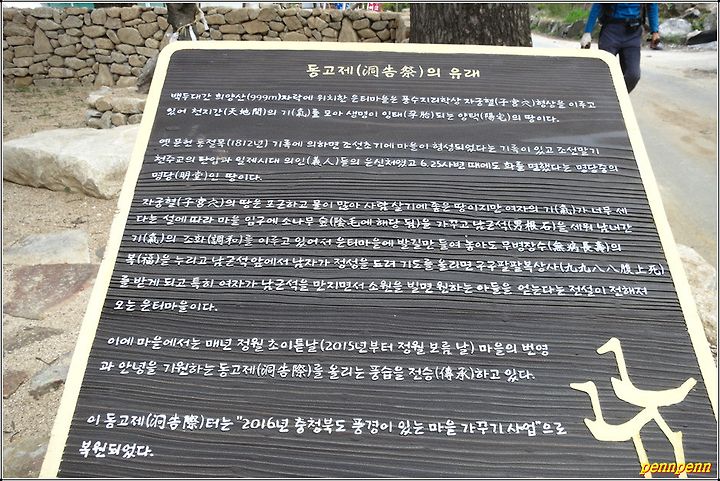 동고제(洞告祭)의 유래
백두대간 희양산(999m)자락에 위치한 은티마을은 풍수지리학상 자궁혈(子宮穴)형상을 이루고
있어 천지간(天地間)의 기(氣)를 모아 생명이 잉태(孕胎)되는 양택(陽宅)의 땅이다.
옛 문헌 동절목(1812년) 기록에 의하면 조선초기에 마을이 형성되었다는 기록이 있고 조선말기
천주교의 탄압과 일제시대 의인(義人)들의 은신처였고 6.25사변 때에도 화를 면했다는 명당중의
명당(明堂)인 땅이다.
자궁혈(子宮穴)의 땅은 포근하고 물이 많아 사람 살기에 좋은 땅이지만 여자의 기(氣)가 너무 세
다는 설에 따라 마을 입구에 소나무 숲(陰毛에 해당 됨)을 가꾸고 남근석(男根石)을 세워 남녀간
기(氣)의 조화(調和)를 이루고 있어서 은티마을에 발길만 들여 놓아도 무병장수(無病長壽)의
복(福)을 누리고 남근석 앞에서 남자가 정성을 드려 기도를 올리면 구구팔팔복상사(九九八八腹上死)
를 받게 되고 특히 여자가 남근석을 만지면서 소원을 빌면 원하는 아들을 얻는다는 전설이 전해져
오는 은티마을이다.
이에 마을에서는 매년 정월 초이튿날(2015년부터 정월 보름 날) 마을의 번영
과 안녕을 기원하는 동고제(洞告際)를 올리는 풍습을 전승(傳承)하고 있다.
이 동고제(洞告際)터는 "2016년 충청북도 풍경이 있는 마을 가꾸기 사업"으로
복원되었다.
pennpenn